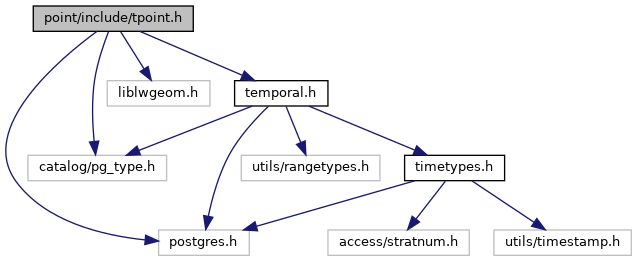 point/include/tpoint.h
liblwgeom.h
temporal.h
catalog/pg_type.h
utils/rangetypes.h
timetypes.h
postgres.h
access/stratnum.h
utils/timestamp.h